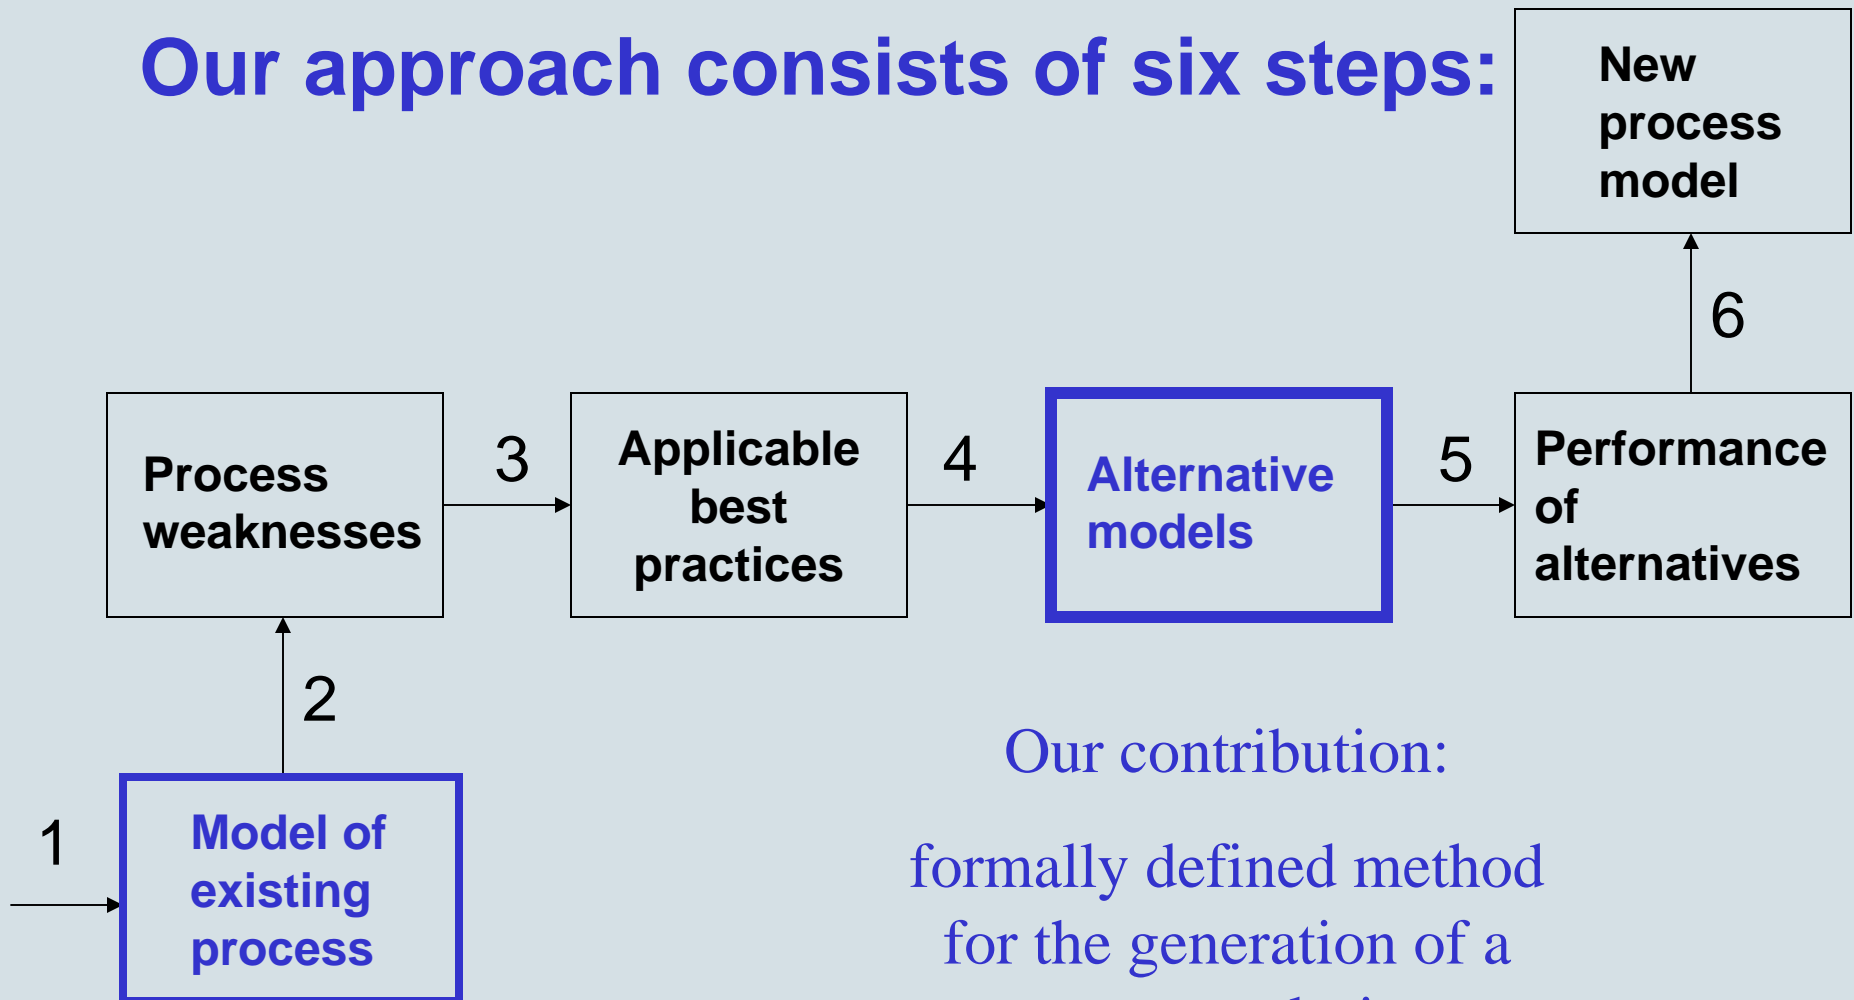 Our approach consists of six steps:
New
process
model
6
Process
weaknesses
3
Applicable
best
practices
4
Alternative
models
5
Performance
of
alternatives
2
1
Model of
existing
process
Our contribution:
formally defined method
for the generation of a